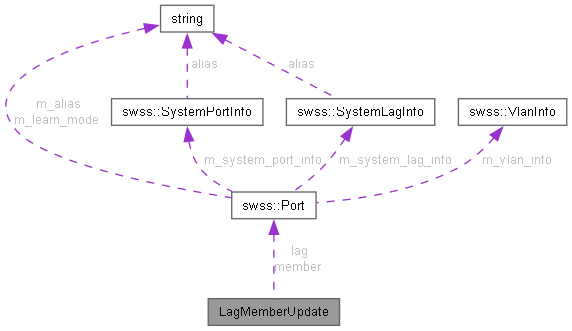 string
alias
alias
m_alias
m_learn_mode
swss::SystemPortInfo
swss::SystemLagInfo
swss::VlanInfo
m_system_port_info
m_system_lag_info
m_vlan_info
swss::Port
lag
member
LagMemberUpdate